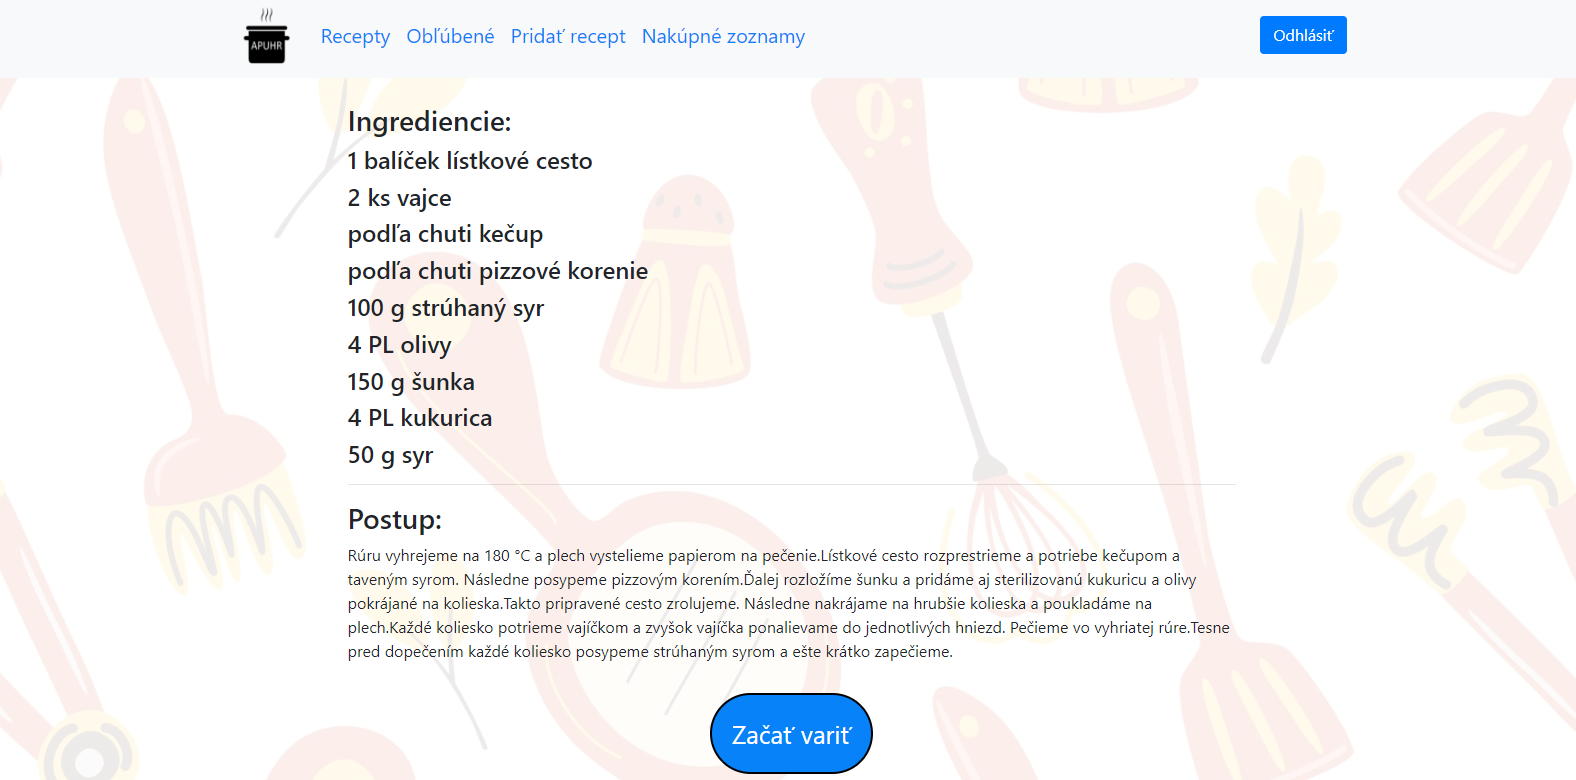 APUHR
Recepty Obľúbené Pridať recept Nakúpné zoznamy
Odhlásiť
Ingrediencie:
1 balíček lístkové cesto
2 ks vajce
podľa chuti kečup
podľa chuti pizzové korenie
100 g strúhaný syr
4 PL olivy
150 g šunka
4 PL kukurica
50 g syr
Postup:
Rúru vyhrejeme na 180 °C a plech vystelieme papierom na pečenie.Lístkové cesto rozprestrieme a potriebe kečupom a
taveným syrom. Následne posypeme pizzovým korením.Ďalej rozložíme šunku a pridáme aj sterilizovanú kukuricu a olivy
pokrájané na kolieska.Takto pripravené cesto zrolujeme. Následne nakrájame na hrubšie kolieska a poukladáme na
plech.Každé koliesko potrieme vajíčkom a zvyšok vajíčka ponalievame do jednotlivých hniezd. Pečieme vo vyhriatej rúre.Tesne
pred dopečením každé koliesko posypeme strúhaným syrom a ešte krátko zapečieme.
Začať variť